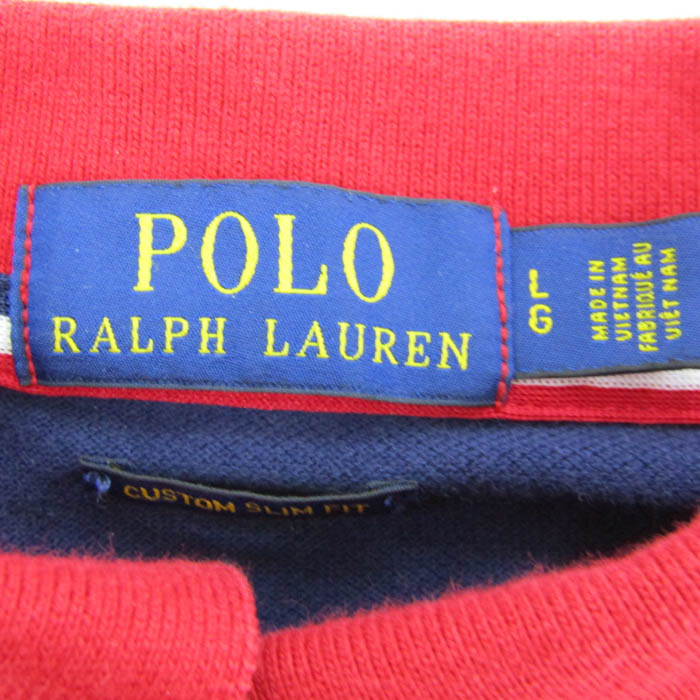 POLO
RALPH LAUREN
L
G
MADE IN
VIETNAM
FABRIQUÉ AU
VIÊT NAM
CUSTOM SLIM FIT